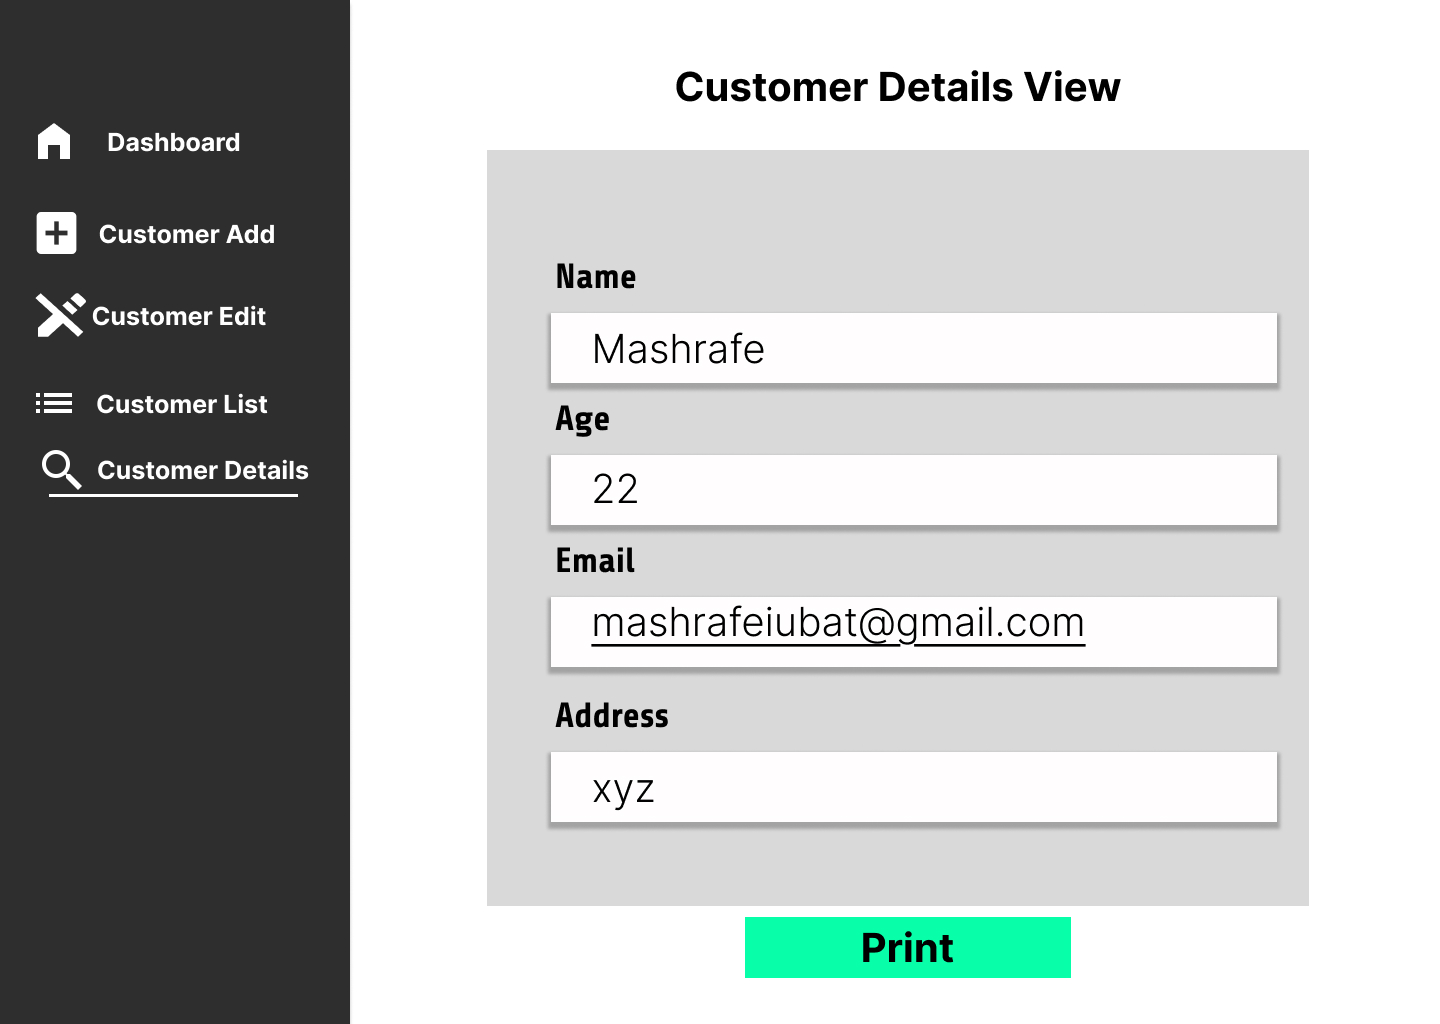 Dashboard
Customer Add
Customer Edit
Customer List
Customer Details
Customer Details View
Name
Mashrafe
Age
22
Email
mashrafeiubat@gmail.com
Address
xyz
Print